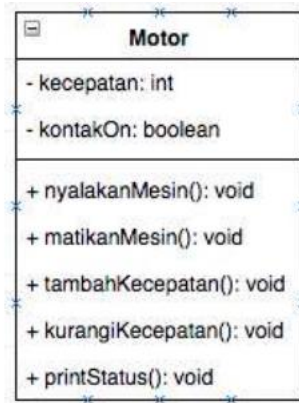 Motor
- kecepatan: int
- kontakOn: boolean
+ nyalakanMesin(): void
+ matikanMesin(): void
+ tambahKecepatan(): void
+ kurangiKecepatan(): void
+ printStatus(): void